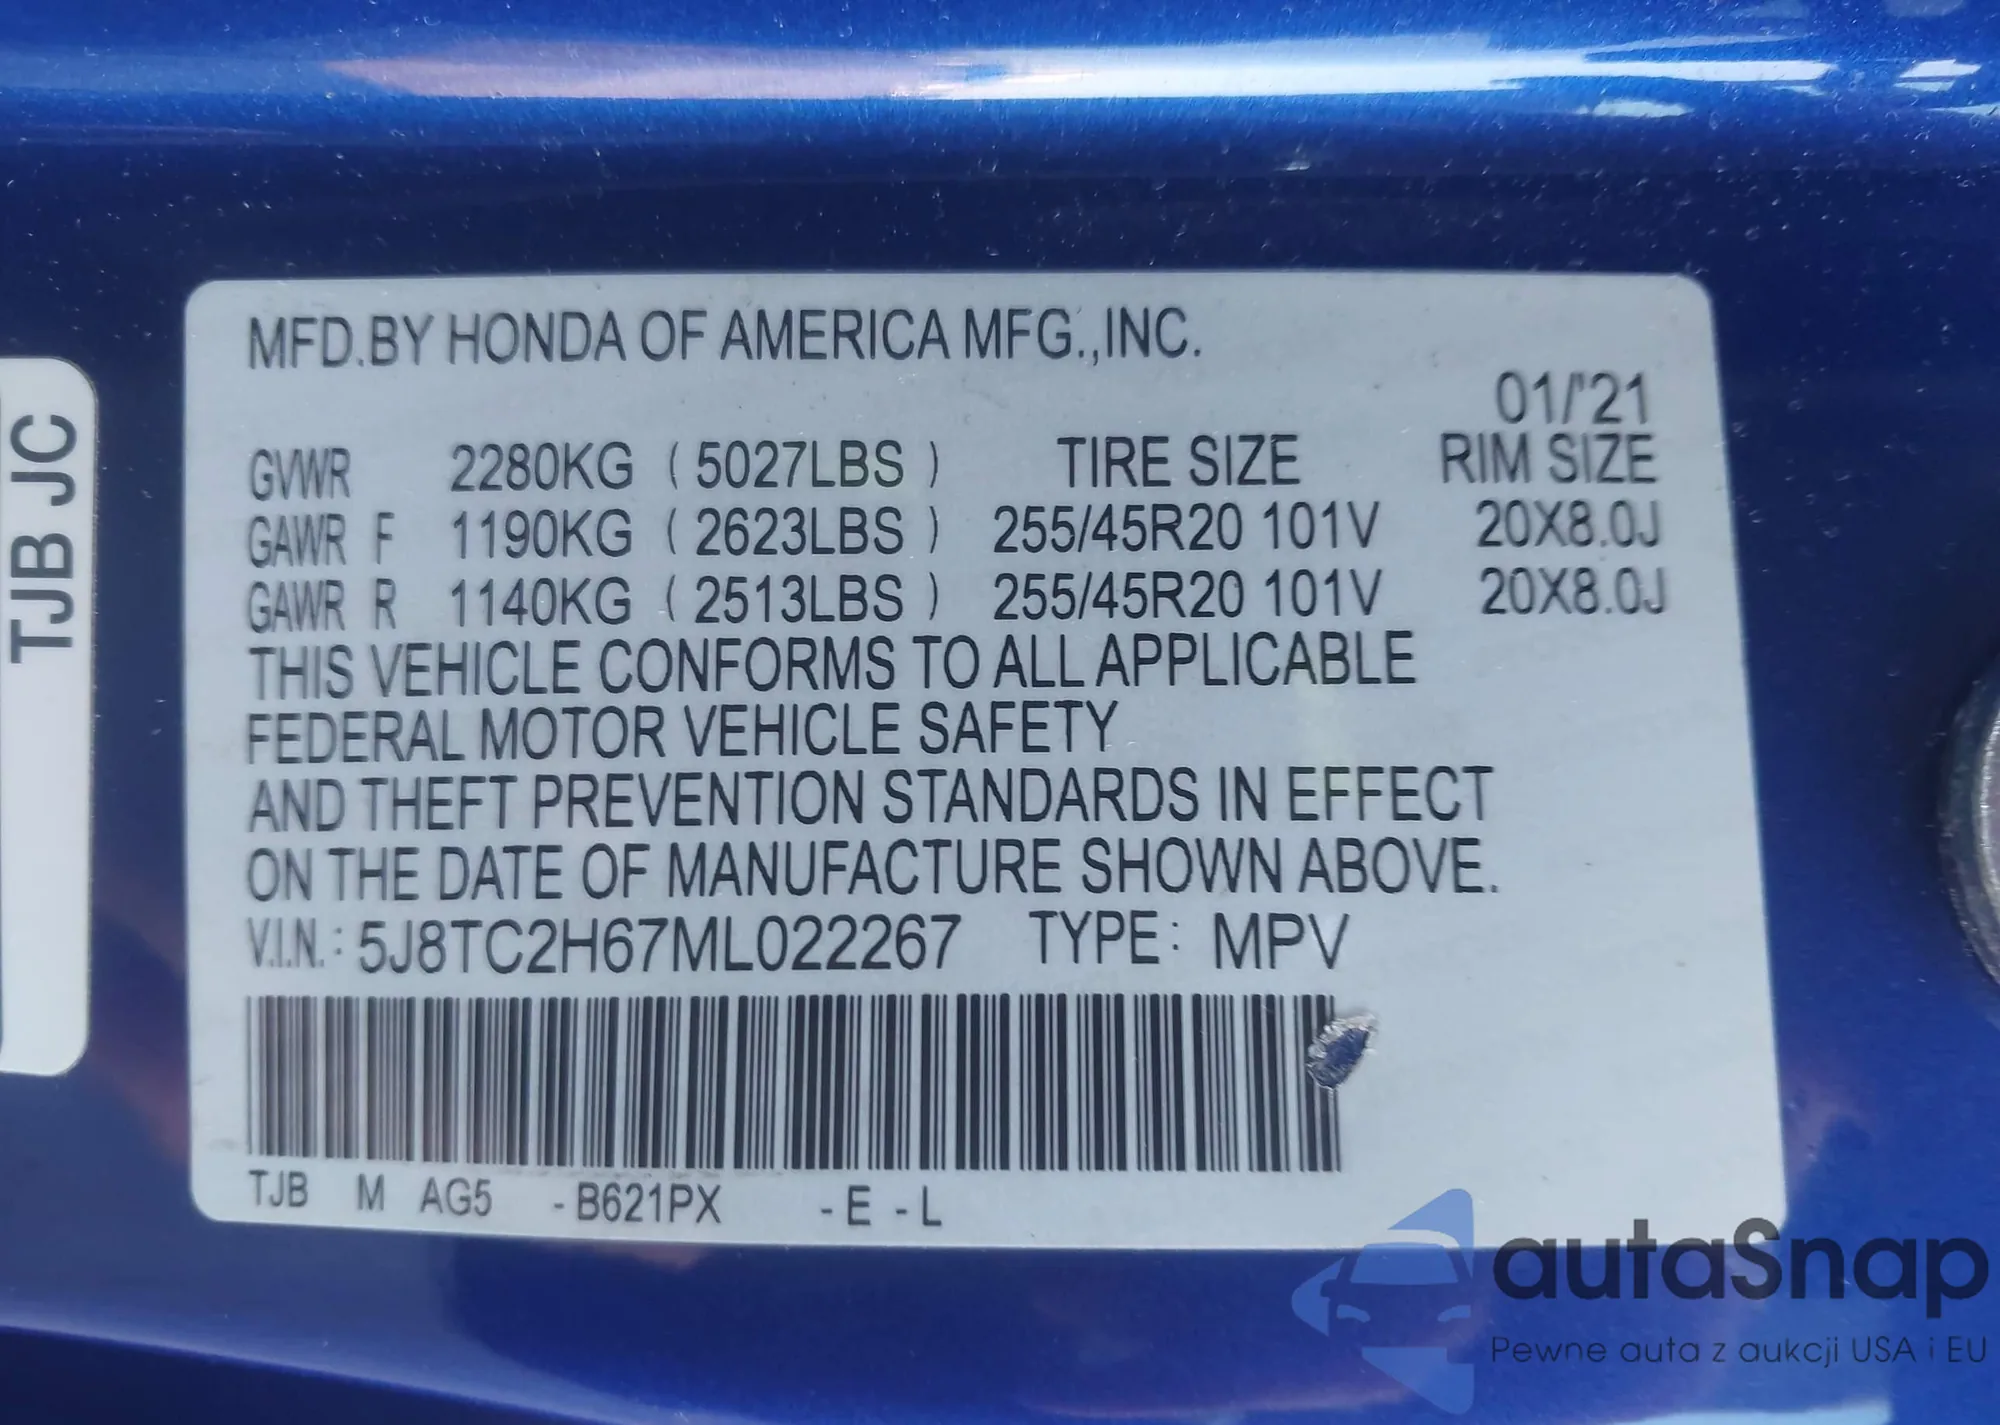 MFD.BY HONDA OF AMERICA MFG.,INC.
01/'21
GVWR 2280KG ( 5027LBS ) TIRE SIZE RIM SIZE
GAWR F 1190KG ( 2623LBS ) 255/45R20 101V 20X8.0J
GAWR R 1140KG ( 2513LBS ) 255/45R20 101V 20X8.0J
THIS VEHICLE CONFORMS TO ALL APPLICABLE
FEDERAL MOTOR VEHICLE SAFETY
AND THEFT PREVENTION STANDARDS IN EFFECT
ON THE DATE OF MANUFACTURE SHOWN ABOVE.
V.I.N.: 5J8TC2H67ML022267 TYPE: MPV
TJB M AG5 -B621PX -E -L
TJB JC
autaSnap
Pewne auta z aukcji USA i EU